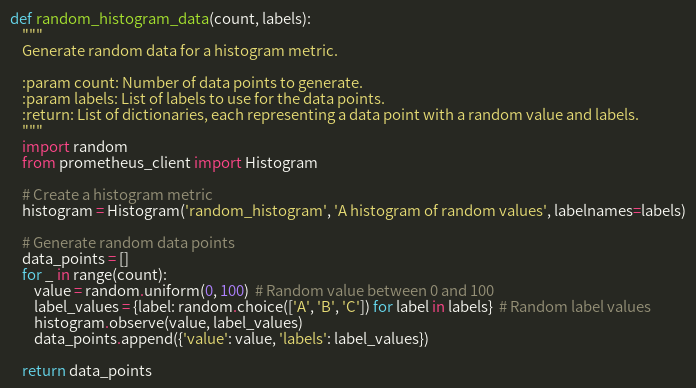 def random_histogram_data(count, labels):
    """
    Generate random data for a histogram metric.

    :param count: Number of data points to generate.
    :param labels: List of labels to use for the data points.
    :return: List of dictionaries, each representing a data point with a random value and labels.
    """
    import random
    from prometheus_client import Histogram

    # Create a histogram metric
    histogram = Histogram('random_histogram', 'A histogram of random values', labelnames=labels)

    # Generate random data points
    data_points = []
    for _ in range(count):
        value = random.uniform(0, 100)  # Random value between 0 and 100
        label_values = {label: random.choice(['A', 'B', 'C']) for label in labels}  # Random label values
        histogram.observe(value, label_values)
        data_points.append({'value': value, 'labels': label_values})

    return data_points